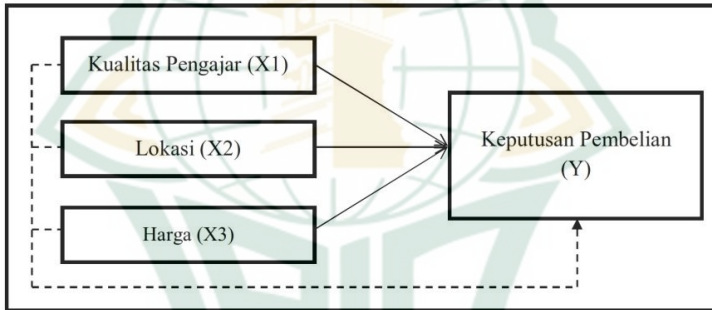 Kualitas Pengajar (X1)
Lokasi (X2)
Harga (X3)
Keputusan Pembelian
(Y)